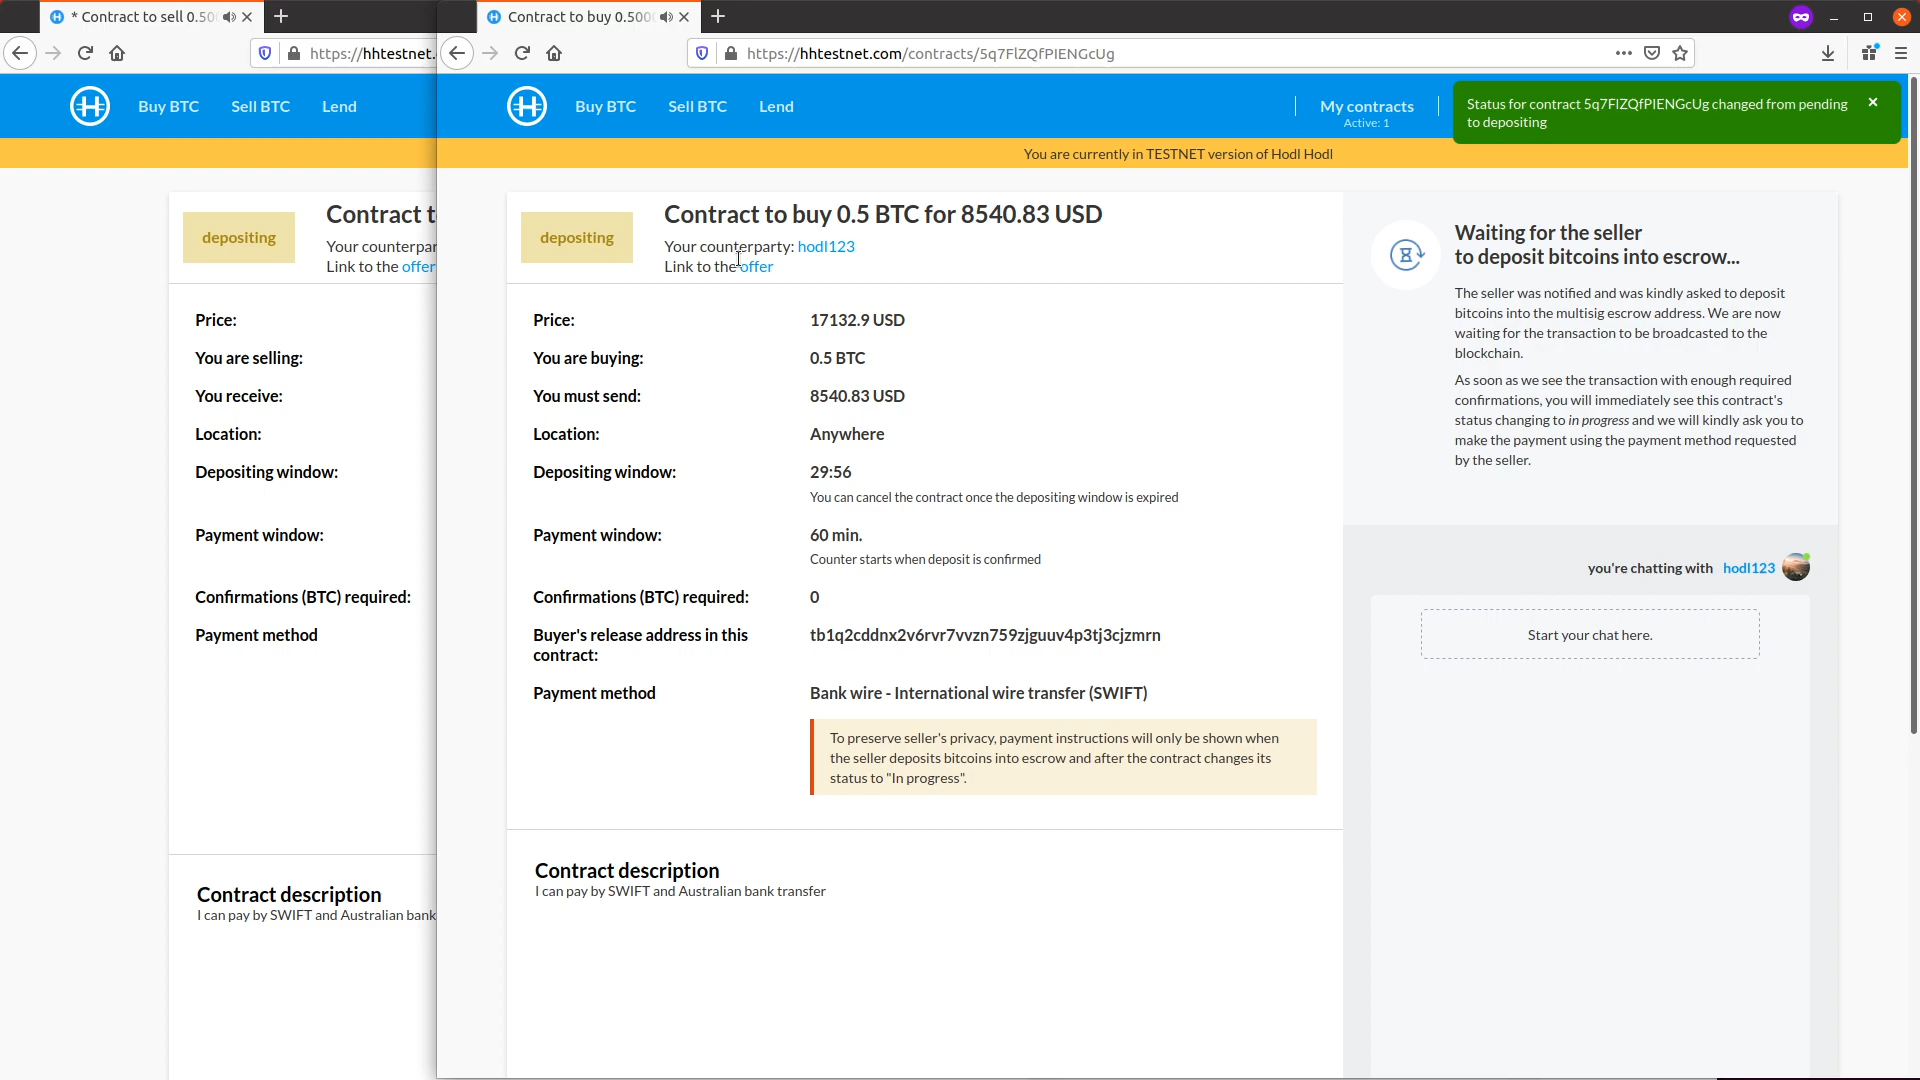 * Contract to sell 0.50
https://hhtestnet.
Buy BTC Sell BTC Lend
depositing
Contract t
Your counterpar
Link to the offer
Price:
You are selling:
You receive:
Location:
Depositing window:
Payment window:
Confirmations (BTC) required:
Payment method
Contract description
I can pay by SWIFT and Australian bank
Contract to buy 0.500
https://hhtestnet.com/contracts/5q7FlZQfPIENGcUg
Buy BTC Sell BTC Lend
My contracts
Active: 1
Status for contract 5q7FlZQfPIENGcUg changed from pending
to depositing
You are currently in TESTNET version of Hodl Hodl
depositing
Contract to buy 0.5 BTC for 8540.83 USD
Your counterparty: hodl123
Link to the offer
Price: 17132.9 USD
You are buying: 0.5 BTC
You must send: 8540.83 USD
Location: Anywhere
Depositing window: 29:56
You can cancel the contract once the depositing window is expired
Payment window: 60 min.
Counter starts when deposit is confirmed
Confirmations (BTC) required: 0
Buyer's release address in this tb1q2cddnx2v6rvr7vvzn759zjguuv4p3tj3cjzmrn
contract:
Payment method Bank wire - International wire transfer (SWIFT)
To preserve seller's privacy, payment instructions will only be shown when
the seller deposits bitcoins into escrow and after the contract changes its
status to "In progress".
Contract description
I can pay by SWIFT and Australian bank transfer
Waiting for the seller
to deposit bitcoins into escrow...
The seller was notified and was kindly asked to deposit
bitcoins into the multisig escrow address. We are now
waiting for the transaction to be broadcasted to the
blockchain.
As soon as we see the transaction with enough required
confirmations, you will immediately see this contract's
status changing to in progress and we will kindly ask you to
make the payment using the payment method requested
by the seller.
you're chatting with hodl123
Start your chat here.